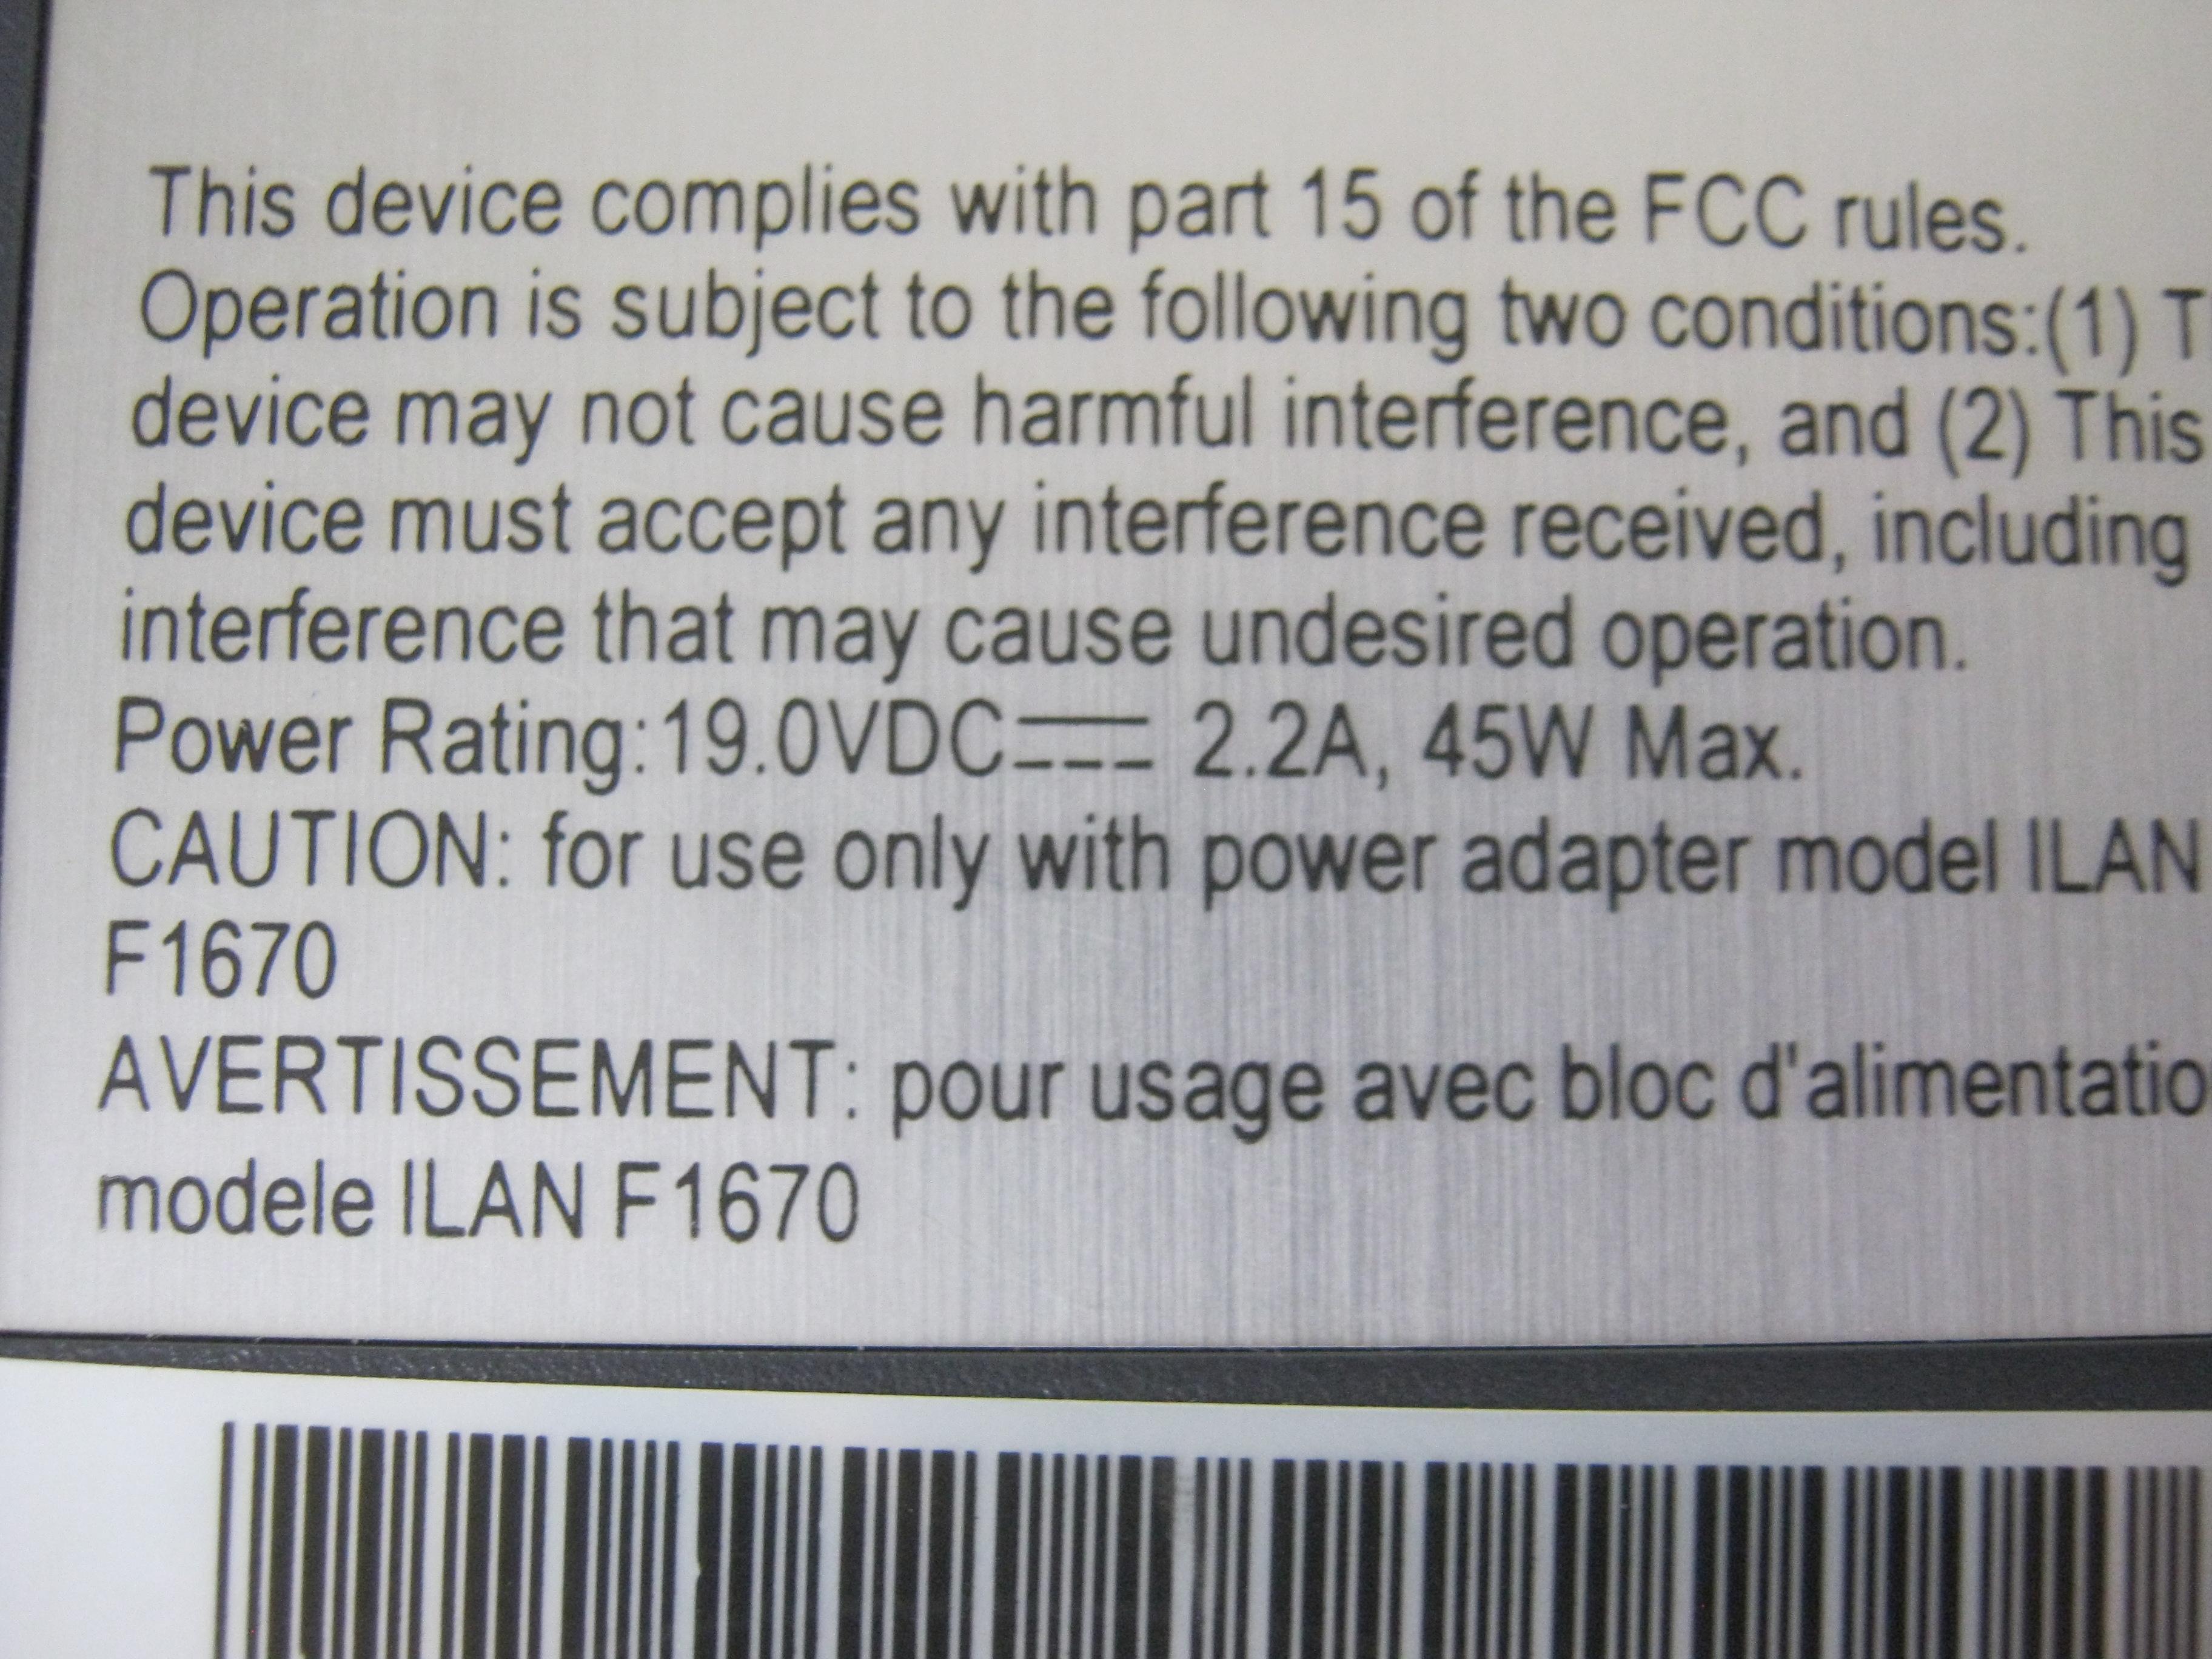 This device complies with part 15 of the FCC rules.
Operation is subject to the following two conditions:(1) T
device may not cause harmful interference, and (2) This
device must accept any interference received, including
interference that may cause undesired operation.
Power Rating:19.0VDC⎓ 2.2A, 45W Max.
CAUTION: for use only with power adapter model ILAN
F1670
AVERTISSEMENT: pour usage avec bloc d'alimentatio
modele ILAN F1670